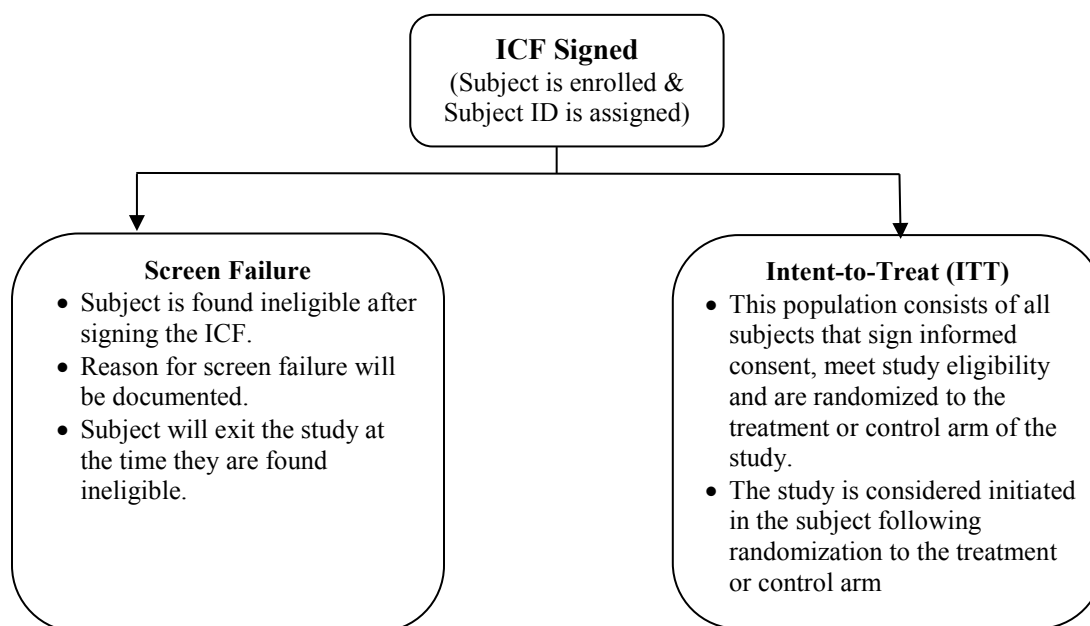 ICF Signed
(Subject is enrolled &
Subject ID is assigned)
Screen Failure
• Subject is found ineligible after
signing the ICF.
• Reason for screen failure will
be documented.
• Subject will exit the study at
the time they are found
ineligible.
Intent-to-Treat (ITT)
• This population consists of all
subjects that sign informed
consent, meet study eligibility
and are randomized to the
treatment or control arm of the
study.
• The study is considered initiated
in the subject following
randomization to the treatment
or control arm